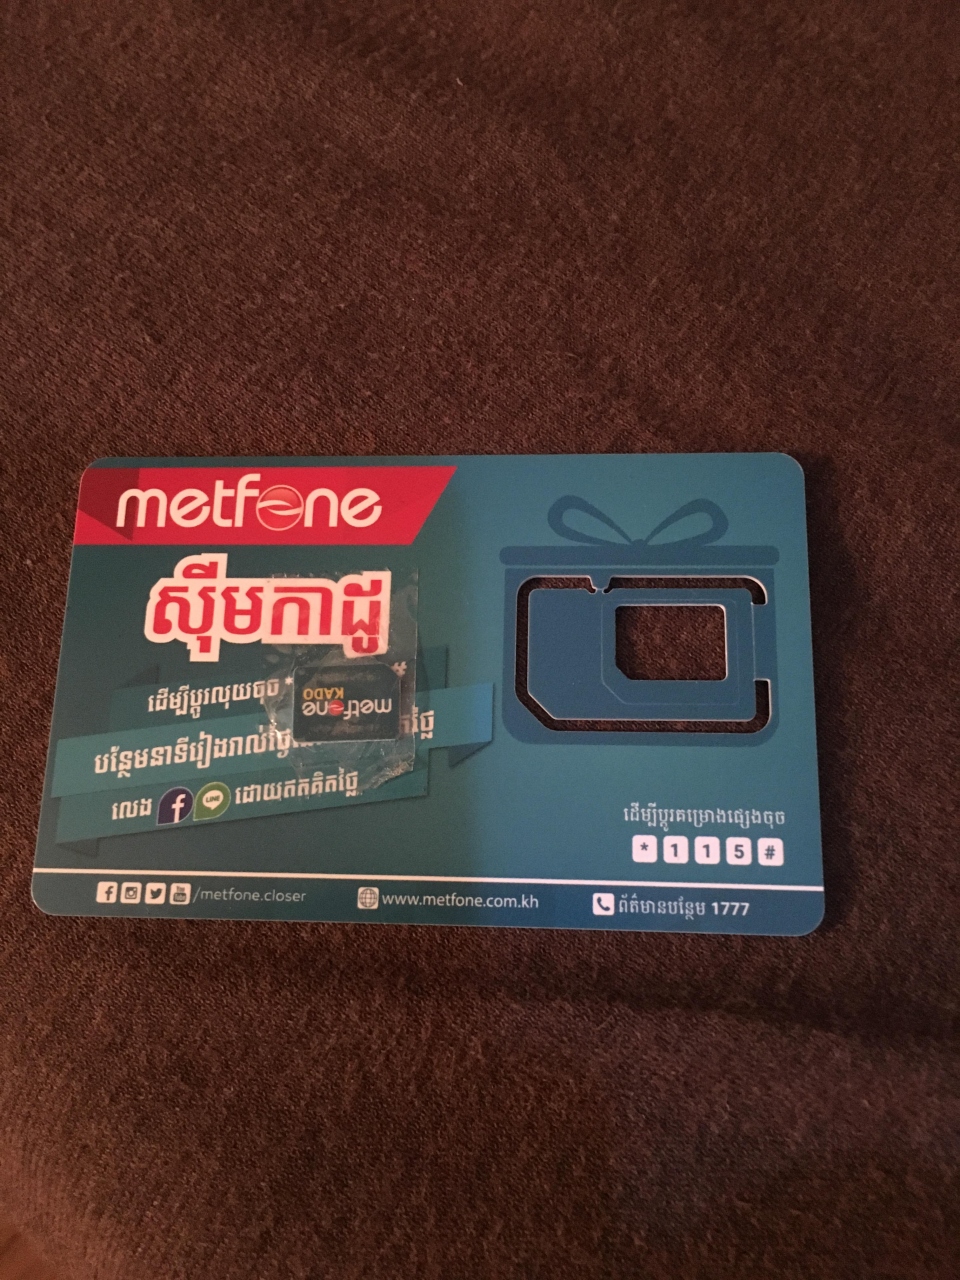 metfone
ស៊ីមកាដូ
ដើម្បីប្តូរលុយចុច * #
metfone
KADO
បន្ថែមនាទីរៀងរាល់ថ្ងៃ ថ្លៃ
លេង f LINE ដោយឥតគិតថ្លៃ
ដើម្បីប្តូរគម្រោងផ្សេងចុច
*115#
/metfone.closer www.metfone.com.kh ព័ត៌មានបន្ថែម 1777